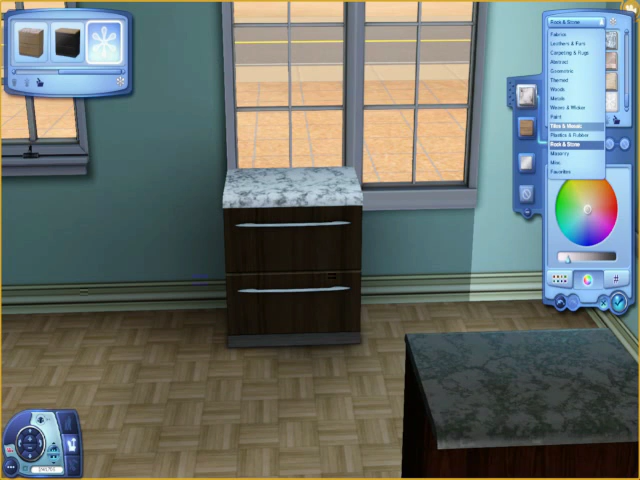 Rock & Stone
Fabrics
Leathers & Furs
Carpeting & Rugs
Abstract
Geometric
Themed
Woods
Metals
Weave & Wicker
Paint
Tiles & Mosaic
Plastics & Rubber
Rock & Stone
Masonry
Misc.
Favorites
#